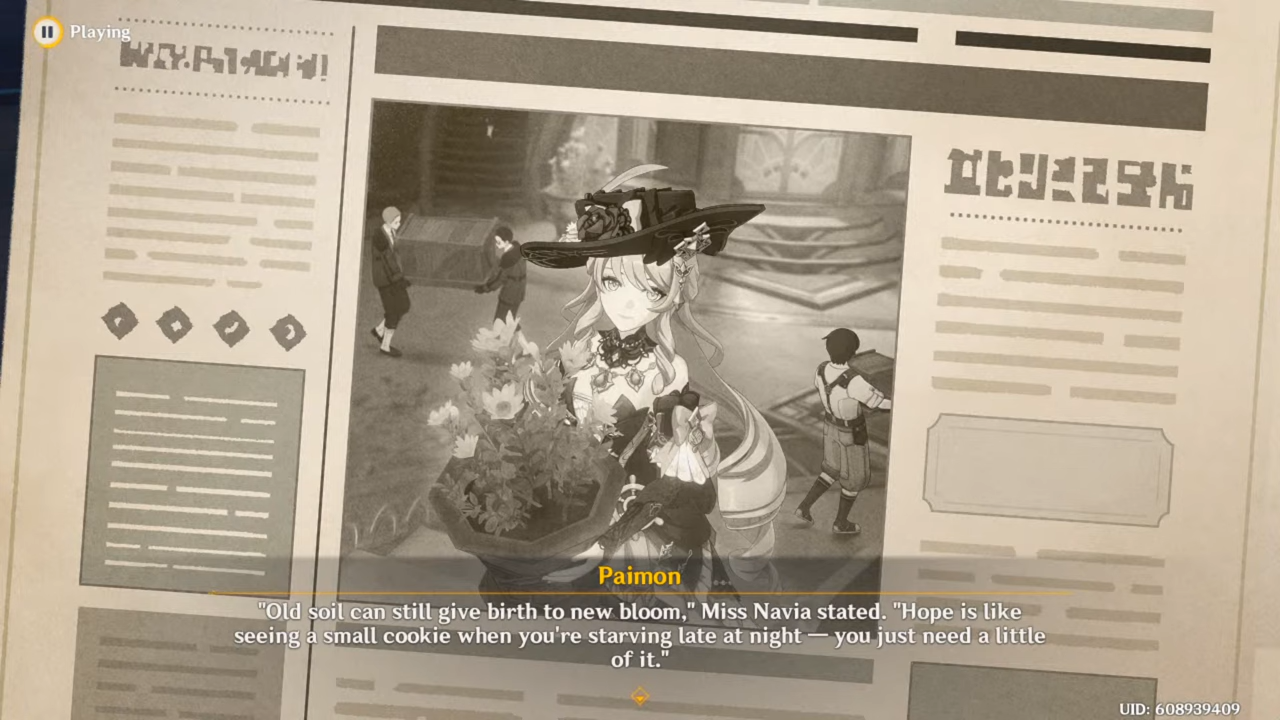 Playing
Paimon
"Old soil can still give birth to new bloom," Miss Navia stated. "Hope is like
seeing a small cookie when you're starving late at night — you just need a little
of it."
UID: 608939409